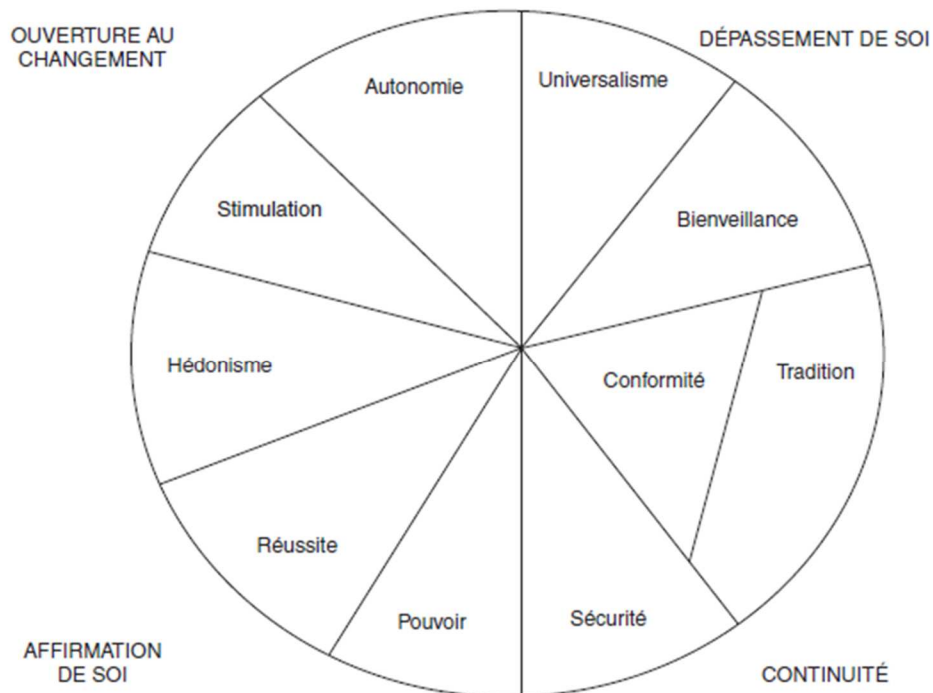 OUVERTURE AU
CHANGEMENT
DÉPASSEMENT DE SOI
Autonomie
Universalisme
Stimulation
Bienveillance
Hédonisme
Conformité
Tradition
Réussite
Pouvoir
Sécurité
AFFIRMATION
DE SOI
CONTINUITÉ